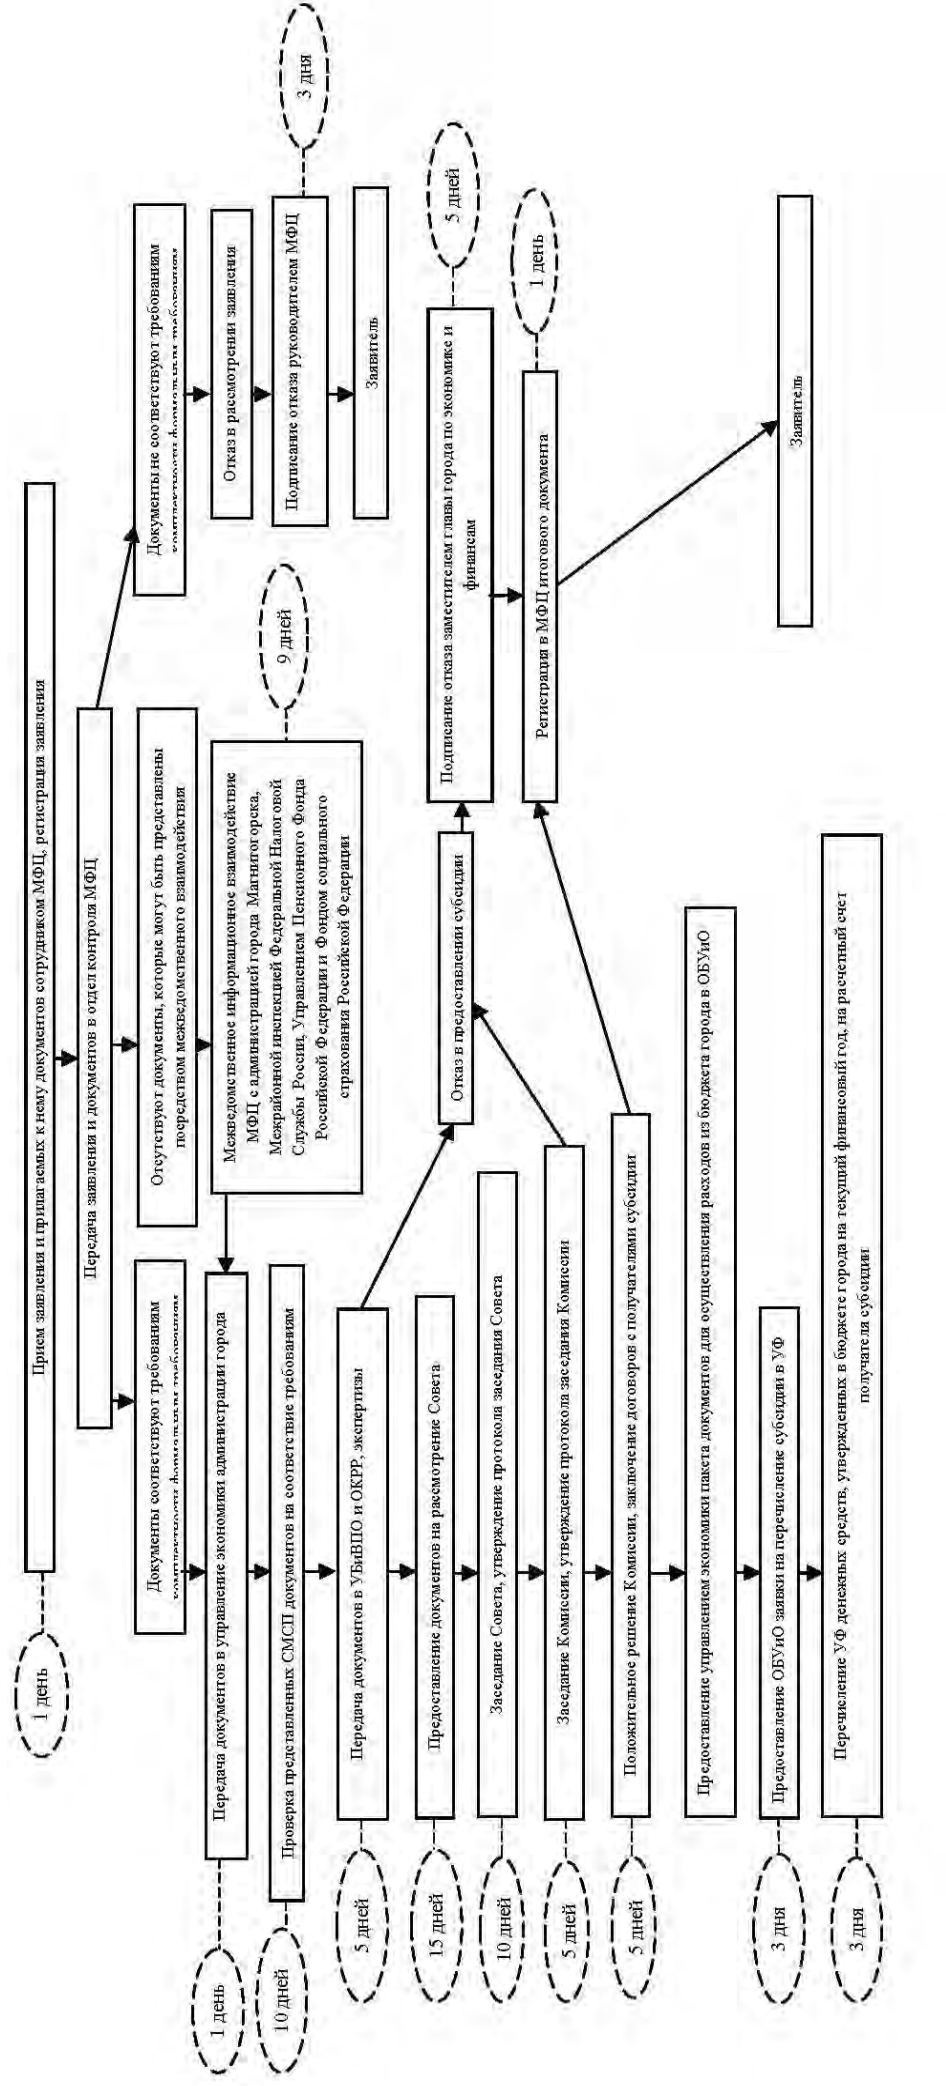 Прием заявления и прилагаемых к нему документов сотрудником МФЦ, регистрация заявления
1 день
Передача заявления и документов в отдел контроля МФЦ
Документы соответствуют требованиям
комплектности формальным требованиям
Отсутствуют документы, которые могут быть представлены
посредством межведомственного взаимодействия
Документы не соответствуют требованиям
комплектности формальным требованиям
Передача документов в управление экономики администрации города
1 день
Межведомственное информационное взаимодействие
МФЦ с администрацией города Магнитогорска,
Межрайонной инспекцией Федеральной Налоговой
Службы России, Управлением Пенсионного Фонда
Российской Федерации и Фондом социального
страхования Российской Федерации
9 дней
Отказ в рассмотрении заявления
Проверка представленных СМСП документов на соответствие требованиям
10 дней
Подписание отказа руководителем МФЦ
3 дня
Передача документов в УБиВПО и ОКРР, экспертизы
5 дней
Заявитель
Предоставление документов на рассмотрение Совета
15 дней
Отказ в предоставлении субсидии
Подписание отказа заместителем главы города по экономике и
финансам
5 дней
Заседание Совета, утверждение протокола заседания Совета
10 дней
Регистрация в МФЦ итогового документа
1 день
Заседание Комиссии, утверждение протокола заседания Комиссии
5 дней
Положительное решение Комиссии, заключение договоров с получателями субсидии
5 дней
Предоставление управлением экономики пакета документов для осуществления расходов из бюджета города в ОБУиО
Предоставление ОБУиО заявки на перечисление субсидии в УФ
3 дня
Заявитель
Перечисление УФ денежных средств, утвержденных в бюджете города на текущий финансовый год, на расчетный счет
получателя субсидии
3 дня